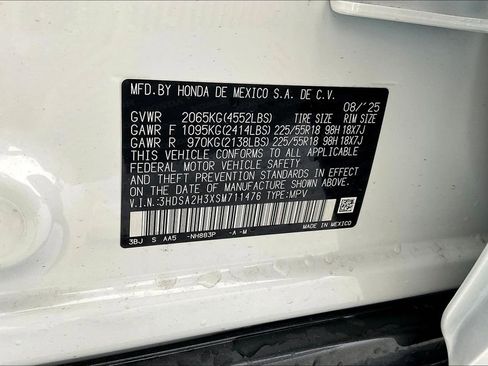 MFD.BY HONDA DE MEXICO S.A. DE C.V.
08/'25
GVWR 2065KG(4552LBS) TIRE SIZE RIM SIZE
GAWR F 1095KG(2414LBS) 225/55R18 98H 18X7J
GAWR R 970KG(2138LBS) 225/55R18 98H 18X7J
THIS VEHICLE CONFORMS TO ALL APPLICABLE
FEDERAL MOTOR VEHICLE SAFETY
AND THEFT PREVENTION STANDARDS IN EFFECT
ON THE DATE OF MANUFACTURE SHOWN ABOVE.
V.I.N.:3HDSA2H3XSM711476 TYPE:MPV
3BJ S AA5 -NH883P -A-M
MADE IN MEXICO